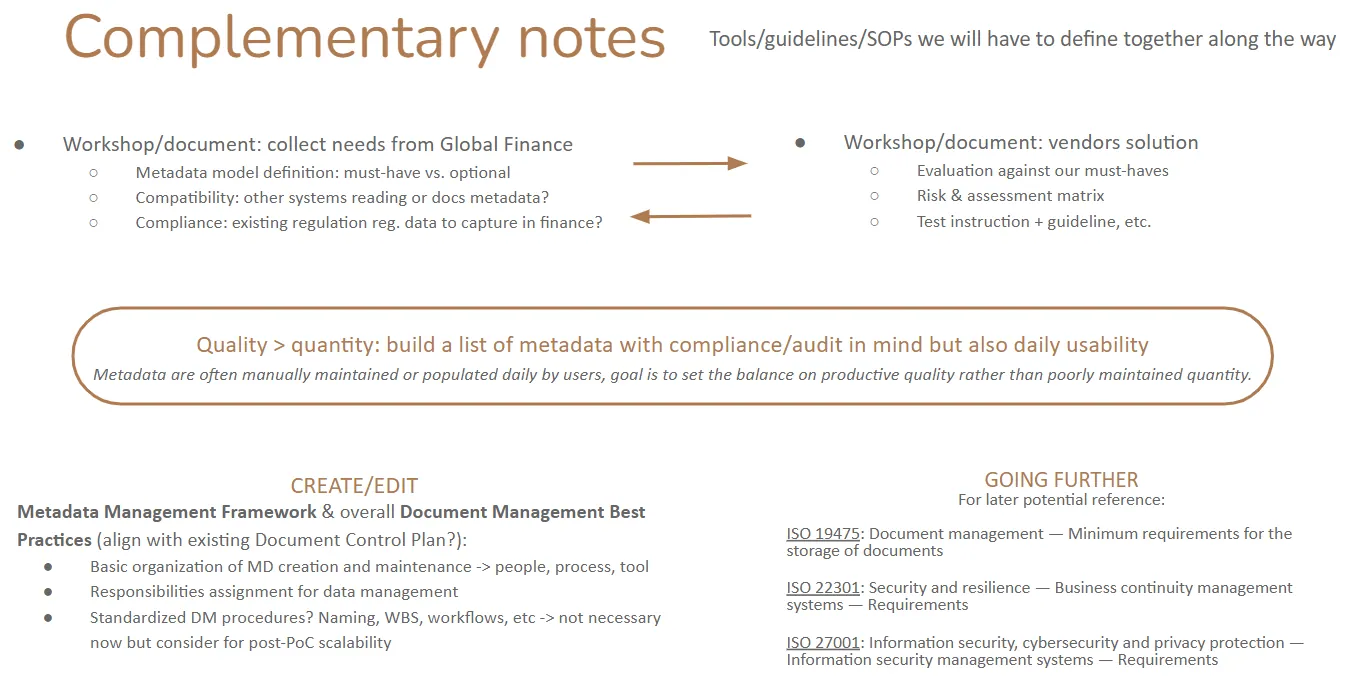 Complementary notes
Tools/guidelines/SOPs we will have to define together along the way
● Workshop/document: collect needs from Global Finance
○ Metadata model definition: must-have vs. optional
○ Compatibility: other systems reading or docs metadata?
○ Compliance: existing regulation reg. data to capture in finance?
● Workshop/document: vendors solution
○ Evaluation against our must-haves
○ Risk & assessment matrix
○ Test instruction + guideline, etc.
Quality > quantity: build a list of metadata with compliance/audit in mind but also daily usability
Metadata are often manually maintained or populated daily by users, goal is to set the balance on productive quality rather than poorly maintained quantity.
CREATE/EDIT
Metadata Management Framework & overall Document Management Best
Practices (align with existing Document Control Plan?):
● Basic organization of MD creation and maintenance -> people, process, tool
● Responsibilities assignment for data management
● Standardized DM procedures? Naming, WBS, workflows, etc -> not necessary
now but consider for post-PoC scalability
GOING FURTHER
For later potential reference:
ISO 19475: Document management — Minimum requirements for the
storage of documents
ISO 22301: Security and resilience — Business continuity management
systems — Requirements
ISO 27001: Information security, cybersecurity and privacy protection —
Information security management systems — Requirements